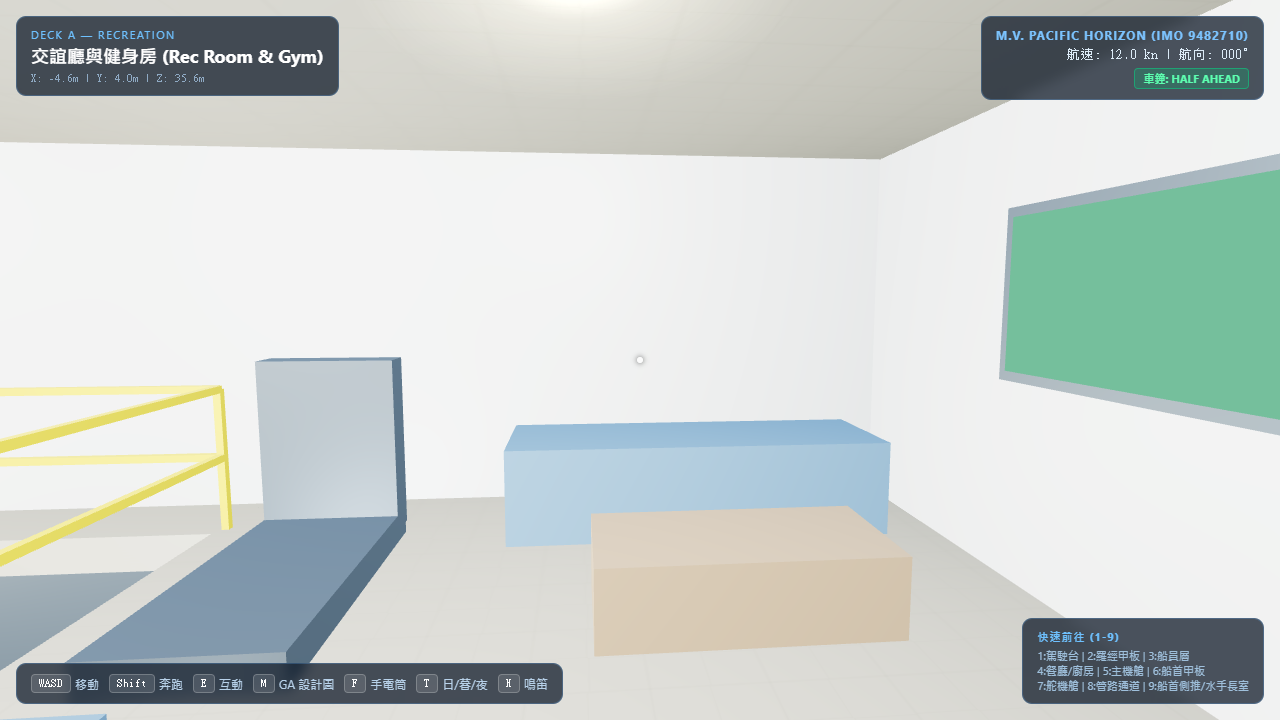 DECK A — RECREATION
交誼廳與健身房 (Rec Room & Gym)
X: -4.6m | Y: 4.0m | Z: 35.6m
M.V. PACIFIC HORIZON (IMO 9482710)
航速: 12.0 kn | 航向: 000°
車鐘: HALF AHEAD
WASD 移動 Shift 奔跑 E 互動 M GA 設計圖 F 手電筒 T 日/昏/夜 H 鳴笛
快速前往 (1-9)
1:駕駛台 | 2:羅經甲板 | 3:船員層
4:餐廳/廚房 | 5:主機艙 | 6:船首甲板
7:舵機艙 | 8:管路通道 | 9:船首側推/水手長室